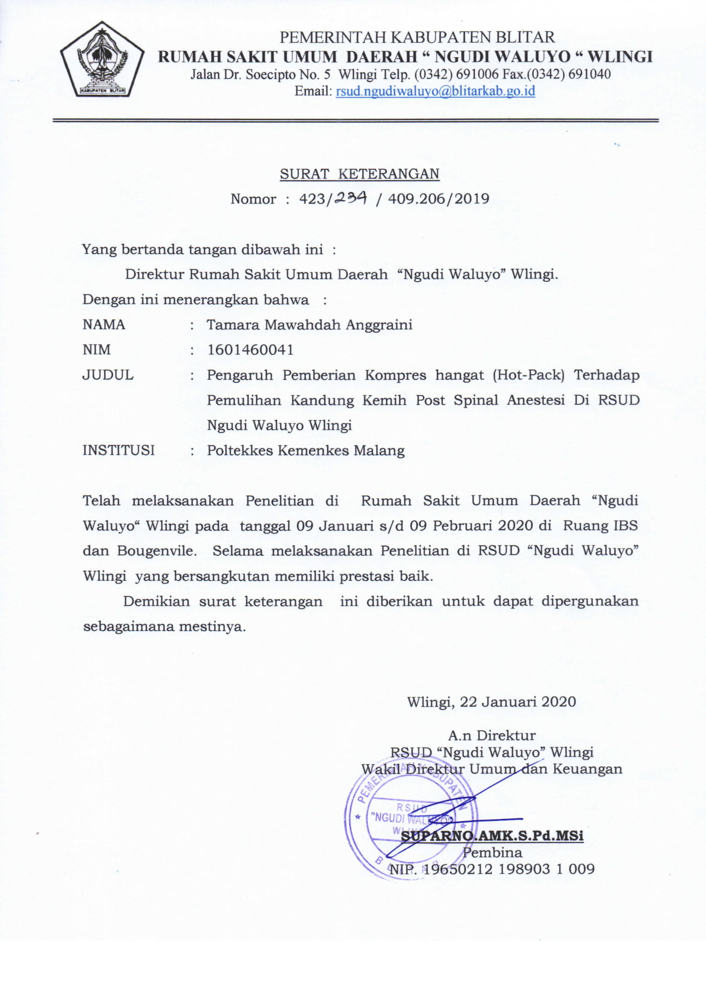 KABUPATEN BLITAR
PEMERINTAH KABUPATEN BLITAR
RUMAH SAKIT UMUM DAERAH “ NGUDI WALUYO “ WLINGI
Jalan Dr. Soecipto No. 5 Wlingi Telp. (0342) 691006 Fax.(0342) 691040
Email: rsud.ngudiwaluyo@blitarkab.go.id
SURAT KETERANGAN
Nomor : 423/234 / 409.206/2019
Yang bertanda tangan dibawah ini :
Direktur Rumah Sakit Umum Daerah “Ngudi Waluyo” Wlingi.
Dengan ini menerangkan bahwa :
NAMA : Tamara Mawahdah Anggraini
NIM : 1601460041
JUDUL : Pengaruh Pemberian Kompres hangat (Hot-Pack) Terhadap
Pemulihan Kandung Kemih Post Spinal Anestesi Di RSUD
Ngudi Waluyo Wlingi
INSTITUSI : Poltekkes Kemenkes Malang
Telah melaksanakan Penelitian di Rumah Sakit Umum Daerah “Ngudi
Waluyo“ Wlingi pada tanggal 09 Januari s/d 09 Pebruari 2020 di Ruang IBS
dan Bougenvile. Selama melaksanakan Penelitian di RSUD “Ngudi Waluyo”
Wlingi yang bersangkutan memiliki prestasi baik.
Demikian surat keterangan ini diberikan untuk dapat dipergunakan
sebagaimana mestinya.
Wlingi, 22 Januari 2020
A.n Direktur
RSUD “Ngudi Waluyo” Wlingi
Wakil Direktur Umum dan Keuangan
PEMERINTAH KABUPATEN
RSUD
"NGUDI WALUYO"
WLINGI
BLITAR
SUPARNO.AMK.S.Pd.MSi
Pembina
NIP. 19650212 198903 1 009